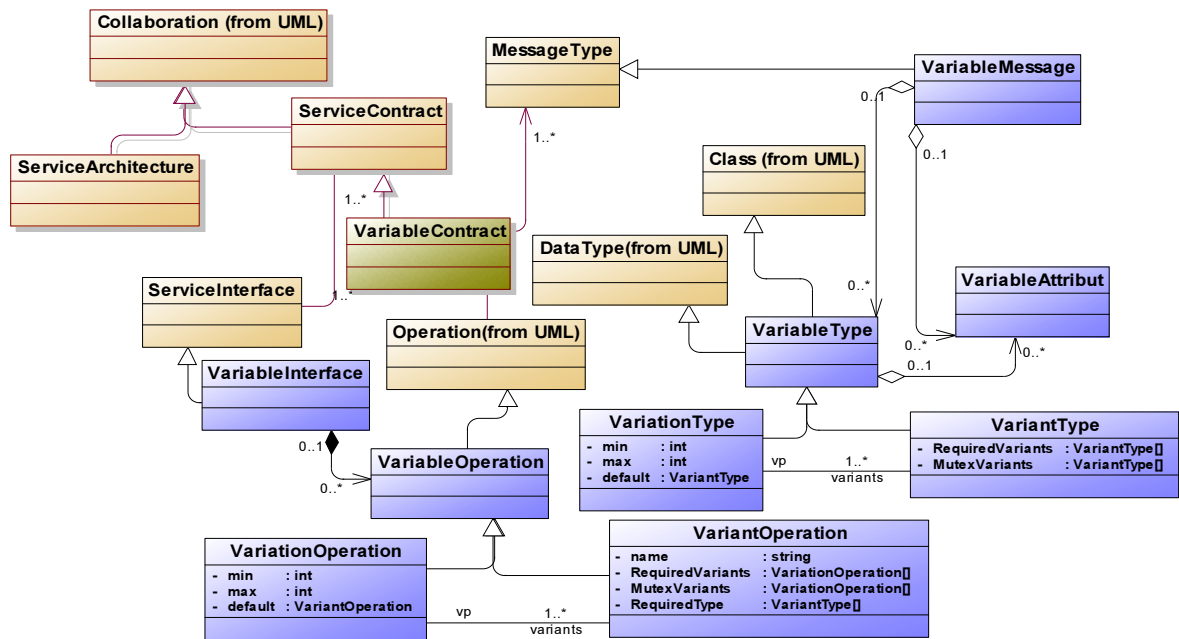 Collaboration (from UML)
MessageType
VariableMessage
0..1
ServiceContract
1..*
0..1
Class (from UML)
ServiceArchitecture
1..*
VariableContract
DataType(from UML)
VariableAttribut
ServiceInterface
1..*
0..*
Operation(from UML)
VariableType
0..*
0..*
VariableInterface
0..1
VariationType
- min : int
- max : int
- default : VariantType
VariantType
- RequiredVariants : VariantType[]
- MutexVariants : VariantType[]
vp
1..*
variants
0..1
VariableOperation
0..*
VariationOperation
- min : int
- max : int
- default : VariantOperation
VariantOperation
- name : string
- RequiredVariants : VariationOperation[]
- MutexVariants : VariationOperation[]
- RequiredType : VariantType[]
vp
1..*
variants